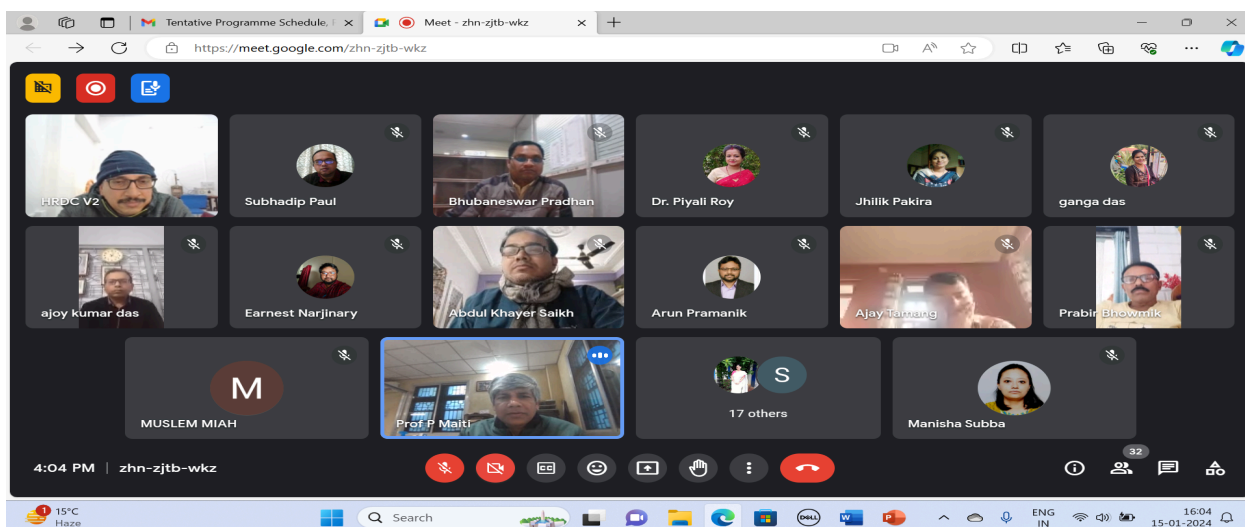 Tentative Programme Schedule, I
Meet - zhn-zjtb-wkz
https://meet.google.com/zhn-zjtb-wkz
HRDC V2
Subhadip Paul
Bhubaneswar Pradhan
Dr. Piyali Roy
Jhilik Pakira
ganga das
ajoy kumar das
Earnest Narjinary
Abdul Khayer Saikh
Arun Pramanik
Ajay Tamang
Prabir Bhowmik
M
MUSLEM MIAH
Prof P Maiti
S
17 others
Manisha Subba
4:04 PM | zhn-zjtb-wkz
CC
32
1
15°C
Haze
Search
DELL
W
P
ENG
IN
16:04
15-01-2024